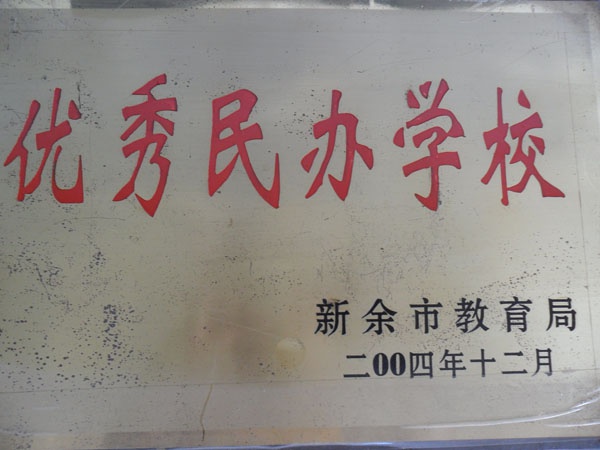 优秀民办学校
新余市教育局
二00四年十二月